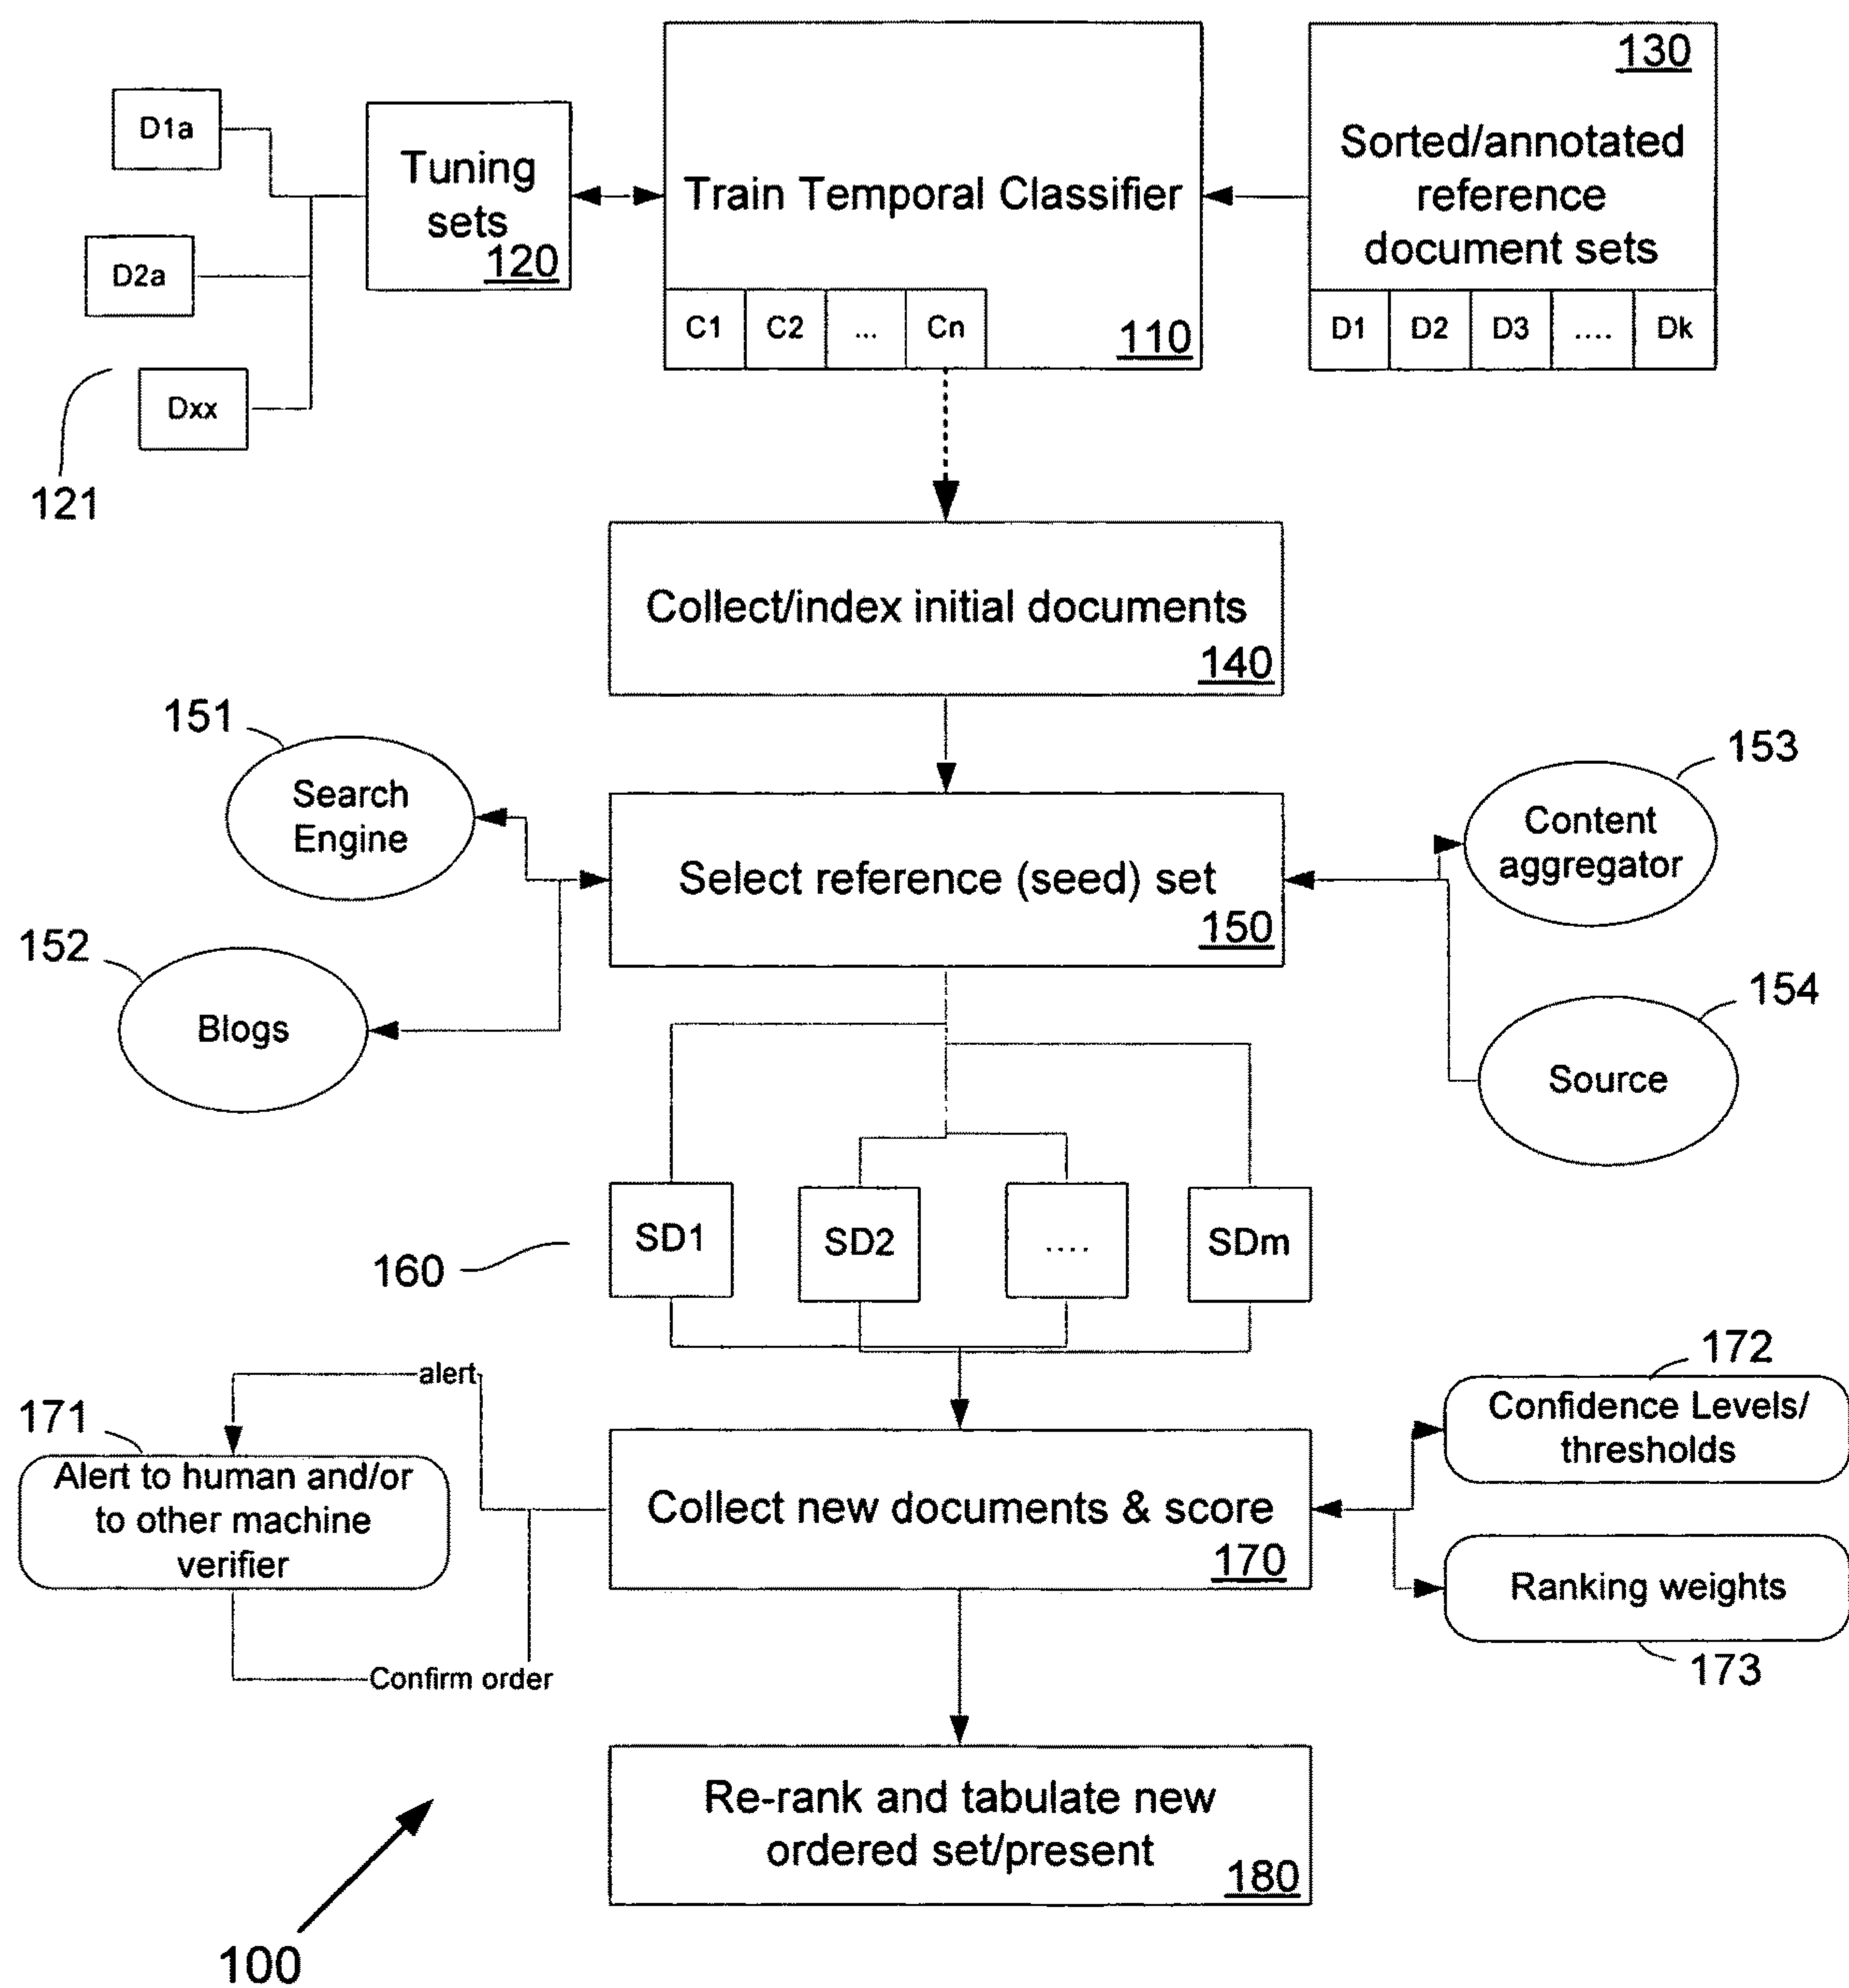 130
D1a
Tuning
sets
120
D2a
Dxx
121
Train Temporal Classifier
C1 C2 ... Cn
110
Sorted/annotated
reference
document sets
D1 D2 D3 .... Dk
Collect/index initial documents
140
151
Search
Engine
153
Content
aggregator
Select reference (seed) set
150
152
Blogs
154
Source
160
SD1 SD2 .... SDm
alert
171
Alert to human and/or
to other machine
verifier
Confirm order
Collect new documents & score
170
172
Confidence Levels/
thresholds
Ranking weights
173
Re-rank and tabulate new
ordered set/present
180
100